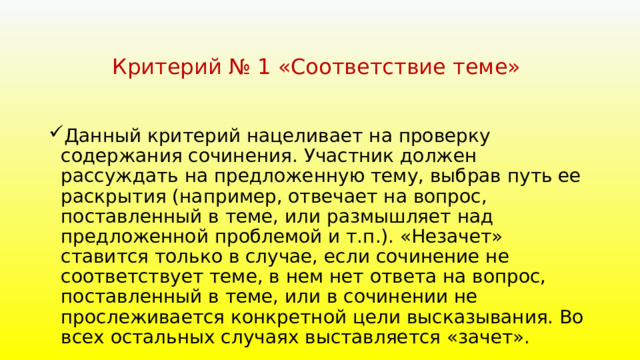 Критерий № 1 «Соответствие теме»
✓Данный критерий нацеливает на проверку
содержания сочинения. Участник должен
рассуждать на предложенную тему, выбрав путь ее
раскрытия (например, отвечает на вопрос,
поставленный в теме, или размышляет над
предложенной проблемой и т.п.). «Незачет»
ставится только в случае, если сочинение не
соответствует теме, в нем нет ответа на вопрос,
поставленный в теме, или в сочинении не
прослеживается конкретной цели высказывания. Во
всех остальных случаях выставляется «зачет».